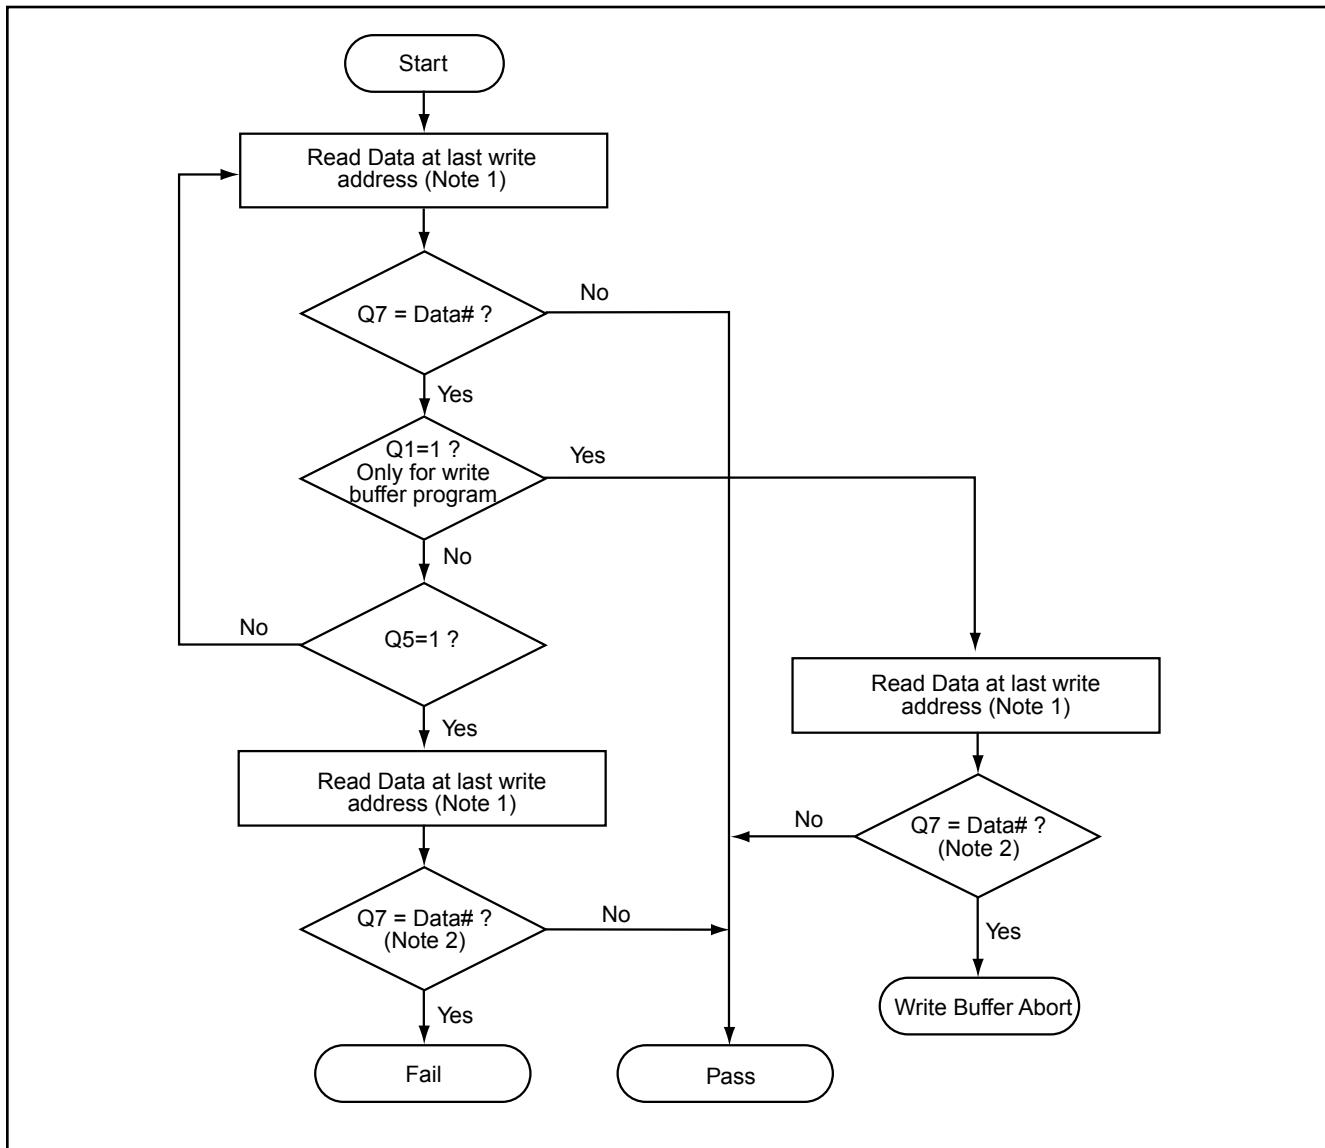 Start
Read Data at last write
address (Note 1)
Q7 = Data# ?
No
Yes
Q1=1 ?
Only for write
buffer program
Yes
No
Q5=1 ?
No
Yes
Read Data at last write
address (Note 1)
Read Data at last write
address (Note 1)
Q7 = Data# ?
(Note 2)
No
Yes
Write Buffer Abort
Q7 = Data# ?
(Note 2)
No
Yes
Fail
Pass